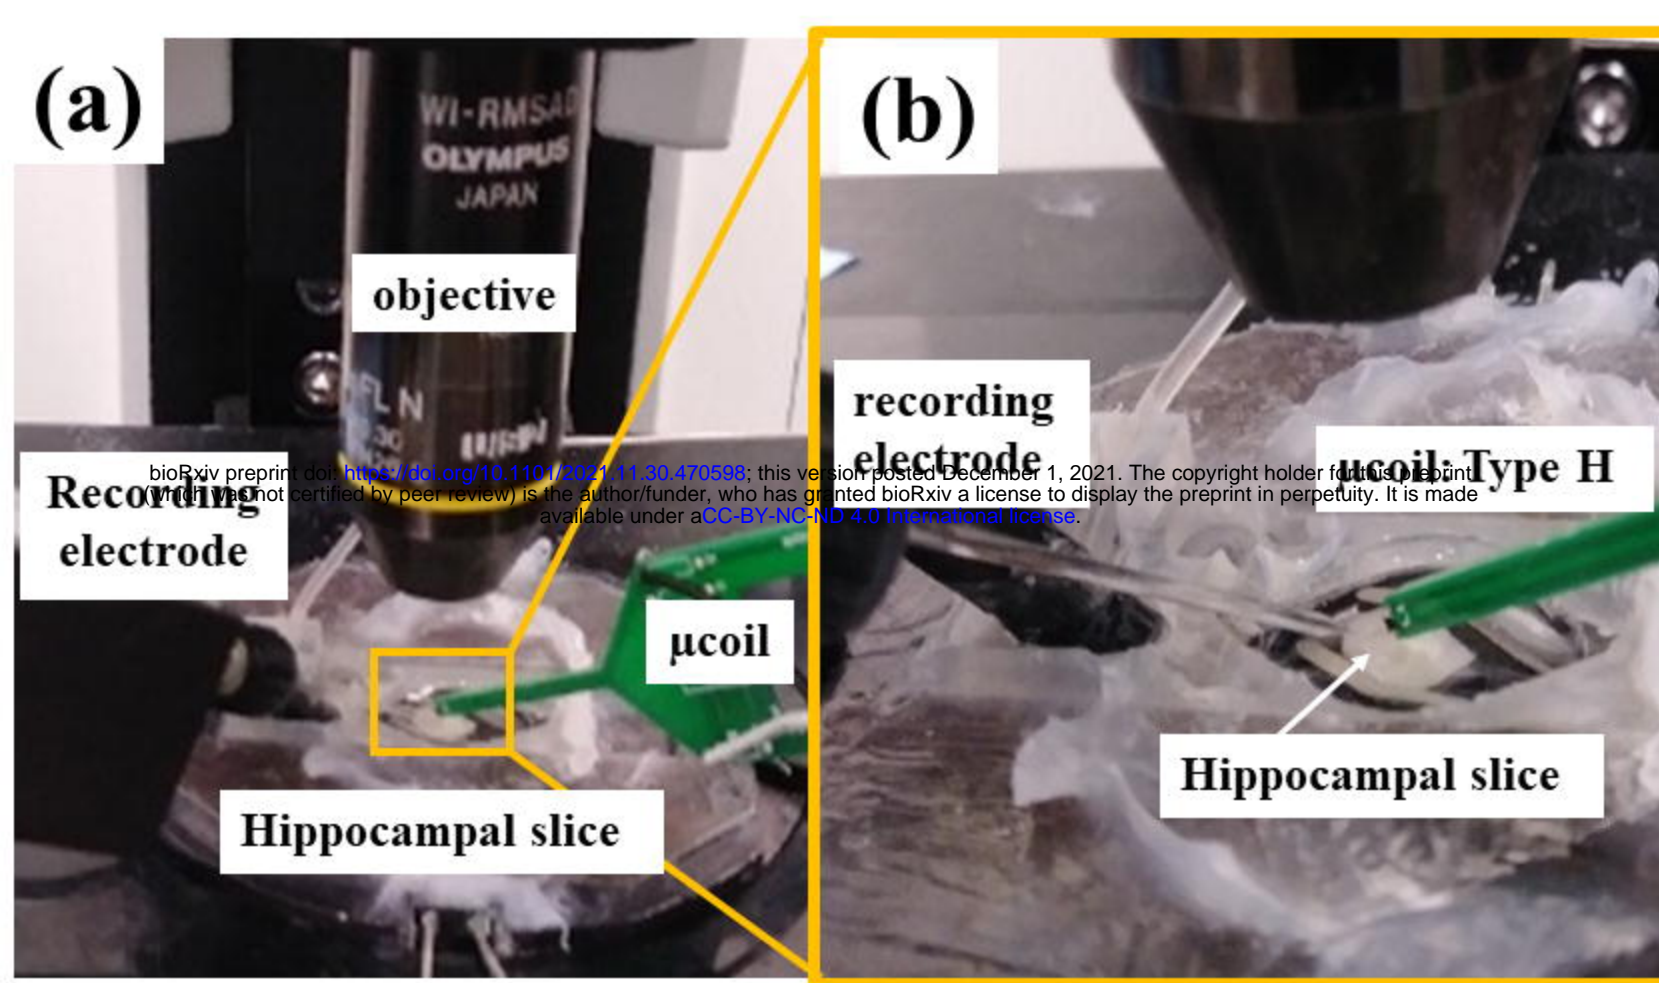 (a)
WI-RMSAD
OLYMPUS
JAPAN
objective
FL N
30
Recording
electrode
μcoil
Hippocampal slice
(b)
recording
electrode
μcoil: Type H
Hippocampal slice
bioRxiv preprint doi: https://doi.org/10.1101/2021.11.30.470598; this version posted December 1, 2021. The copyright holder for this preprint
(which was not certified by peer review) is the author/funder, who has granted bioRxiv a license to display the preprint in perpetuity. It is made
available under aCC-BY-NC-ND 4.0 International license.